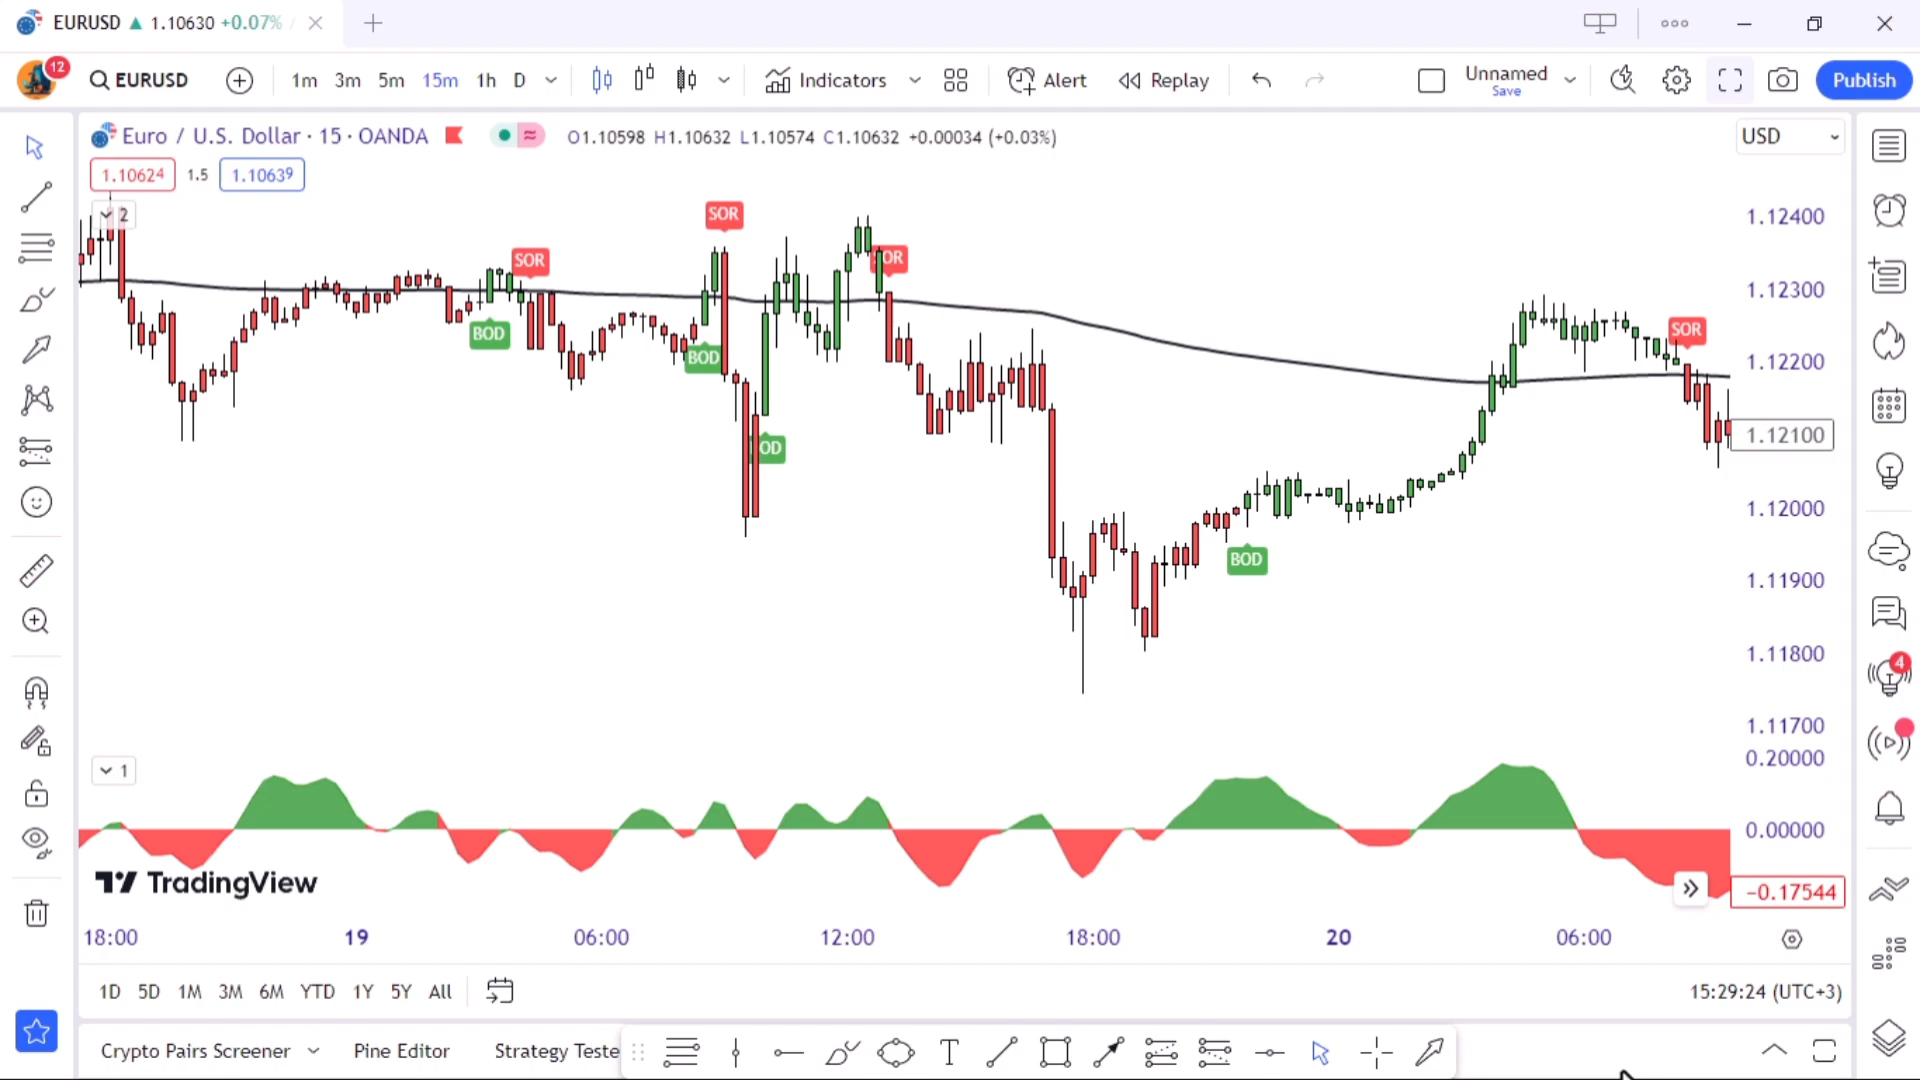 EURUSD ▲ 1.10630 +0.07% /
12
EURUSD
1m 3m 5m 15m 1h D
Indicators
Alert
Replay
Unnamed
Save
Publish
Euro / U.S. Dollar · 15 · OANDA
O1.10598 H1.10632 L1.10574 C1.10632 +0.00034 (+0.03%)
USD
1.10624 1.5 1.10639
2
SOR
SOR
SOR
OR
BOD
BOD
OD
BOD
1.12400
1.12300
1.12200
1.12100
1.12000
1.11900
1.11800
1.11700
4
1
0.20000
0.00000
−0.17544
TradingView
18:00 19 06:00 12:00 18:00 20 06:00
1D 5D 1M 3M 6M YTD 1Y 5Y All
15:29:24 (UTC+3)
Crypto Pairs Screener
Pine Editor
Strategy Teste
T